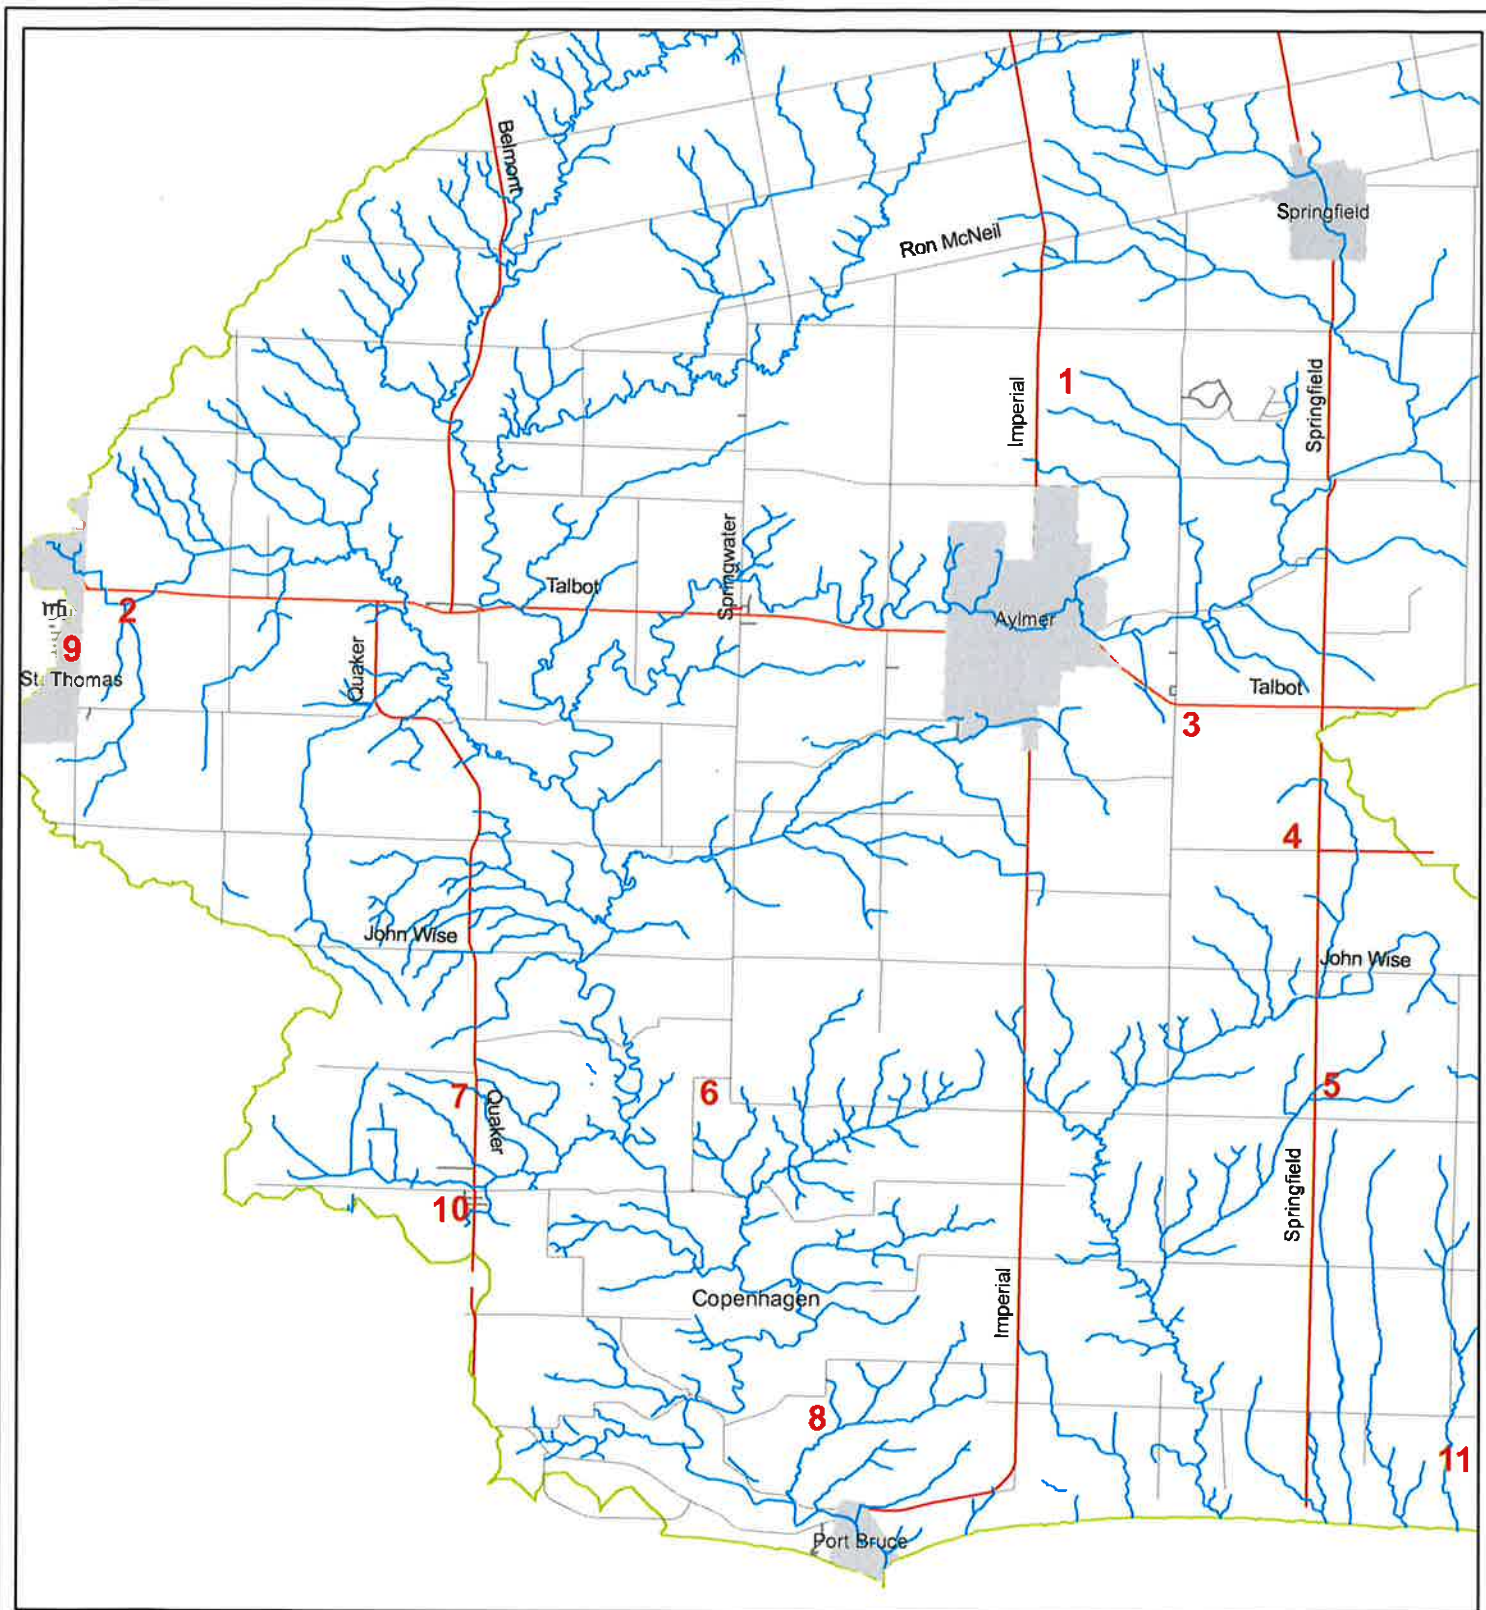 Belmont
Springfield
Ron McNeil
Imperial
1
Springfield
Springwater
Talbot
2
Aylmer
9
Quaker
St. Thomas
Talbot
3
4
John Wise
John Wise
7
Quaker
6
5
Springfield
10
Imperial
Copenhagen
8
11
Port Bruce